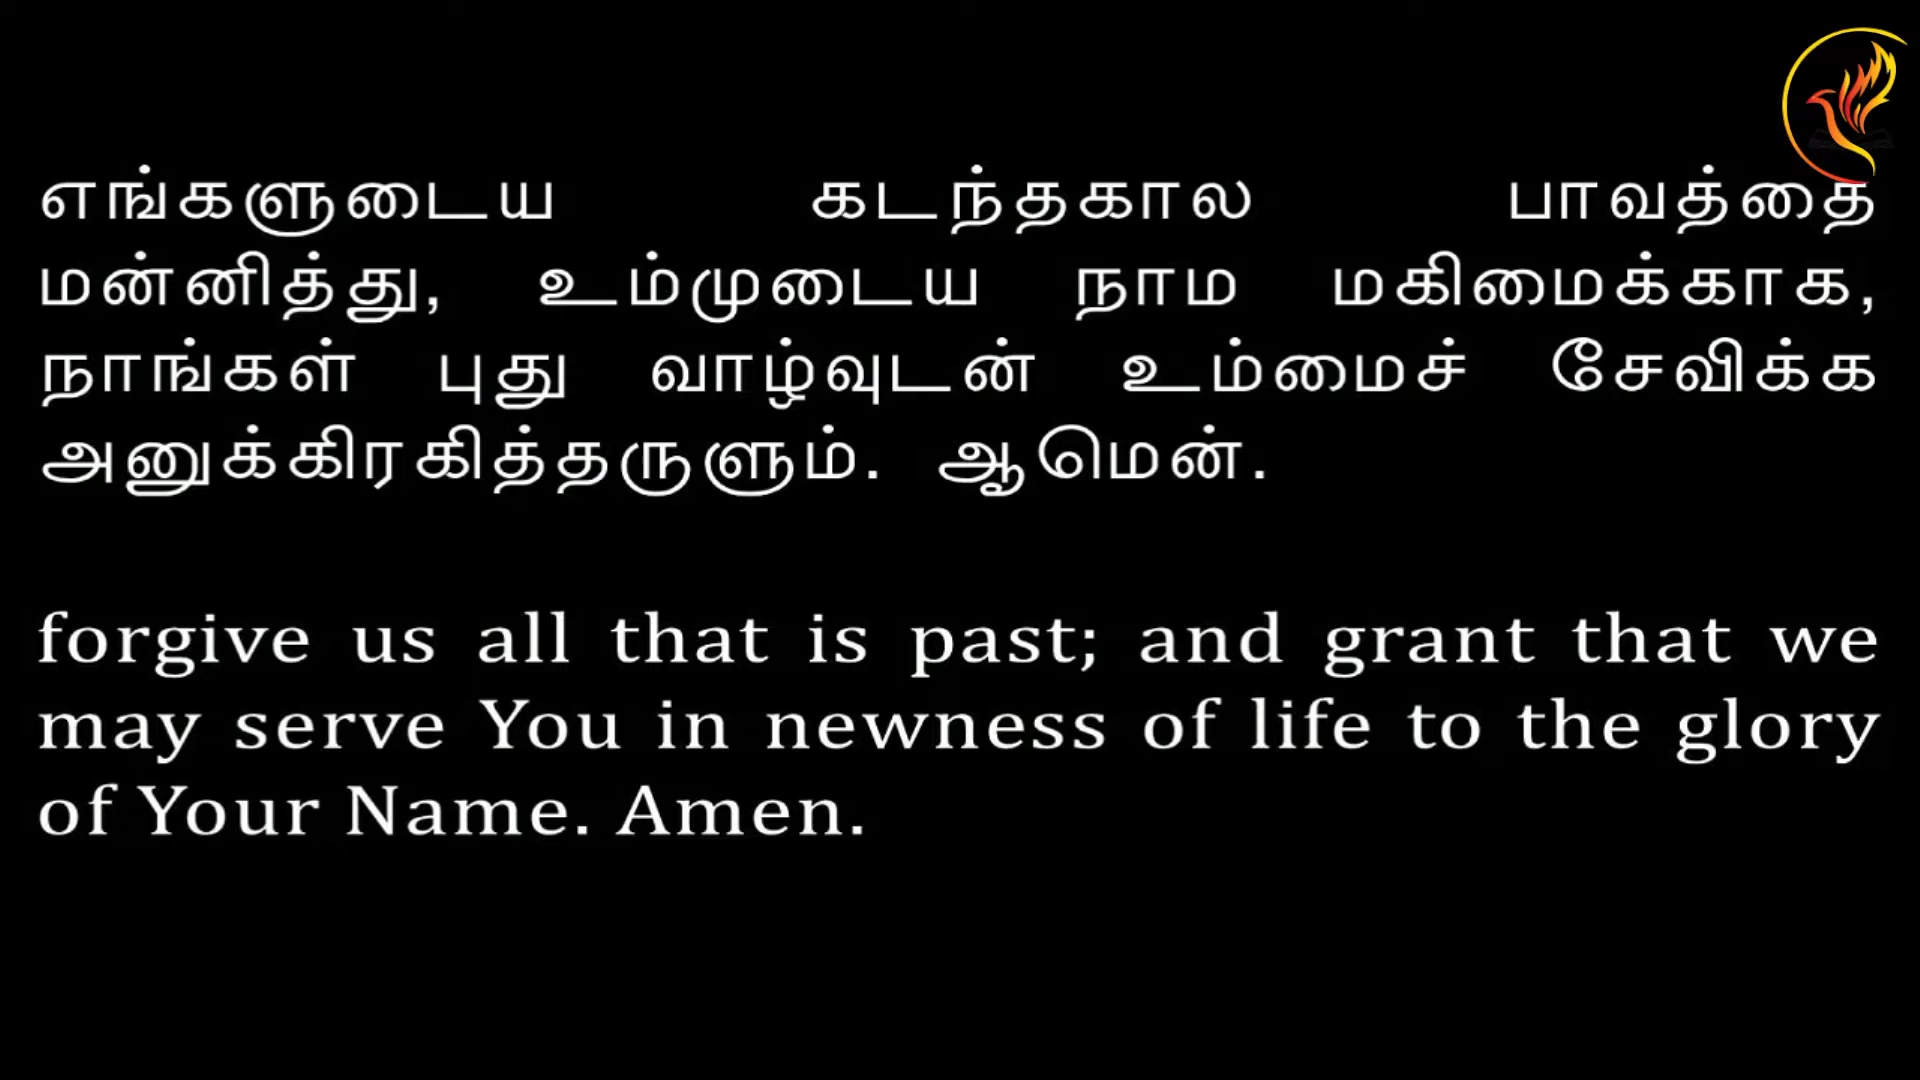 எங்களுடைய கடந்தகால பாவத்தை
மன்னித்து, உம்முடைய நாம மகிமைக்காக,
நாங்கள் புது வாழ்வுடன் உம்மைச் சேவிக்க
அனுக்கிரகித்தருளும். ஆமென்.
forgive us all that is past; and grant that we
may serve You in newness of life to the glory
of Your Name. Amen.